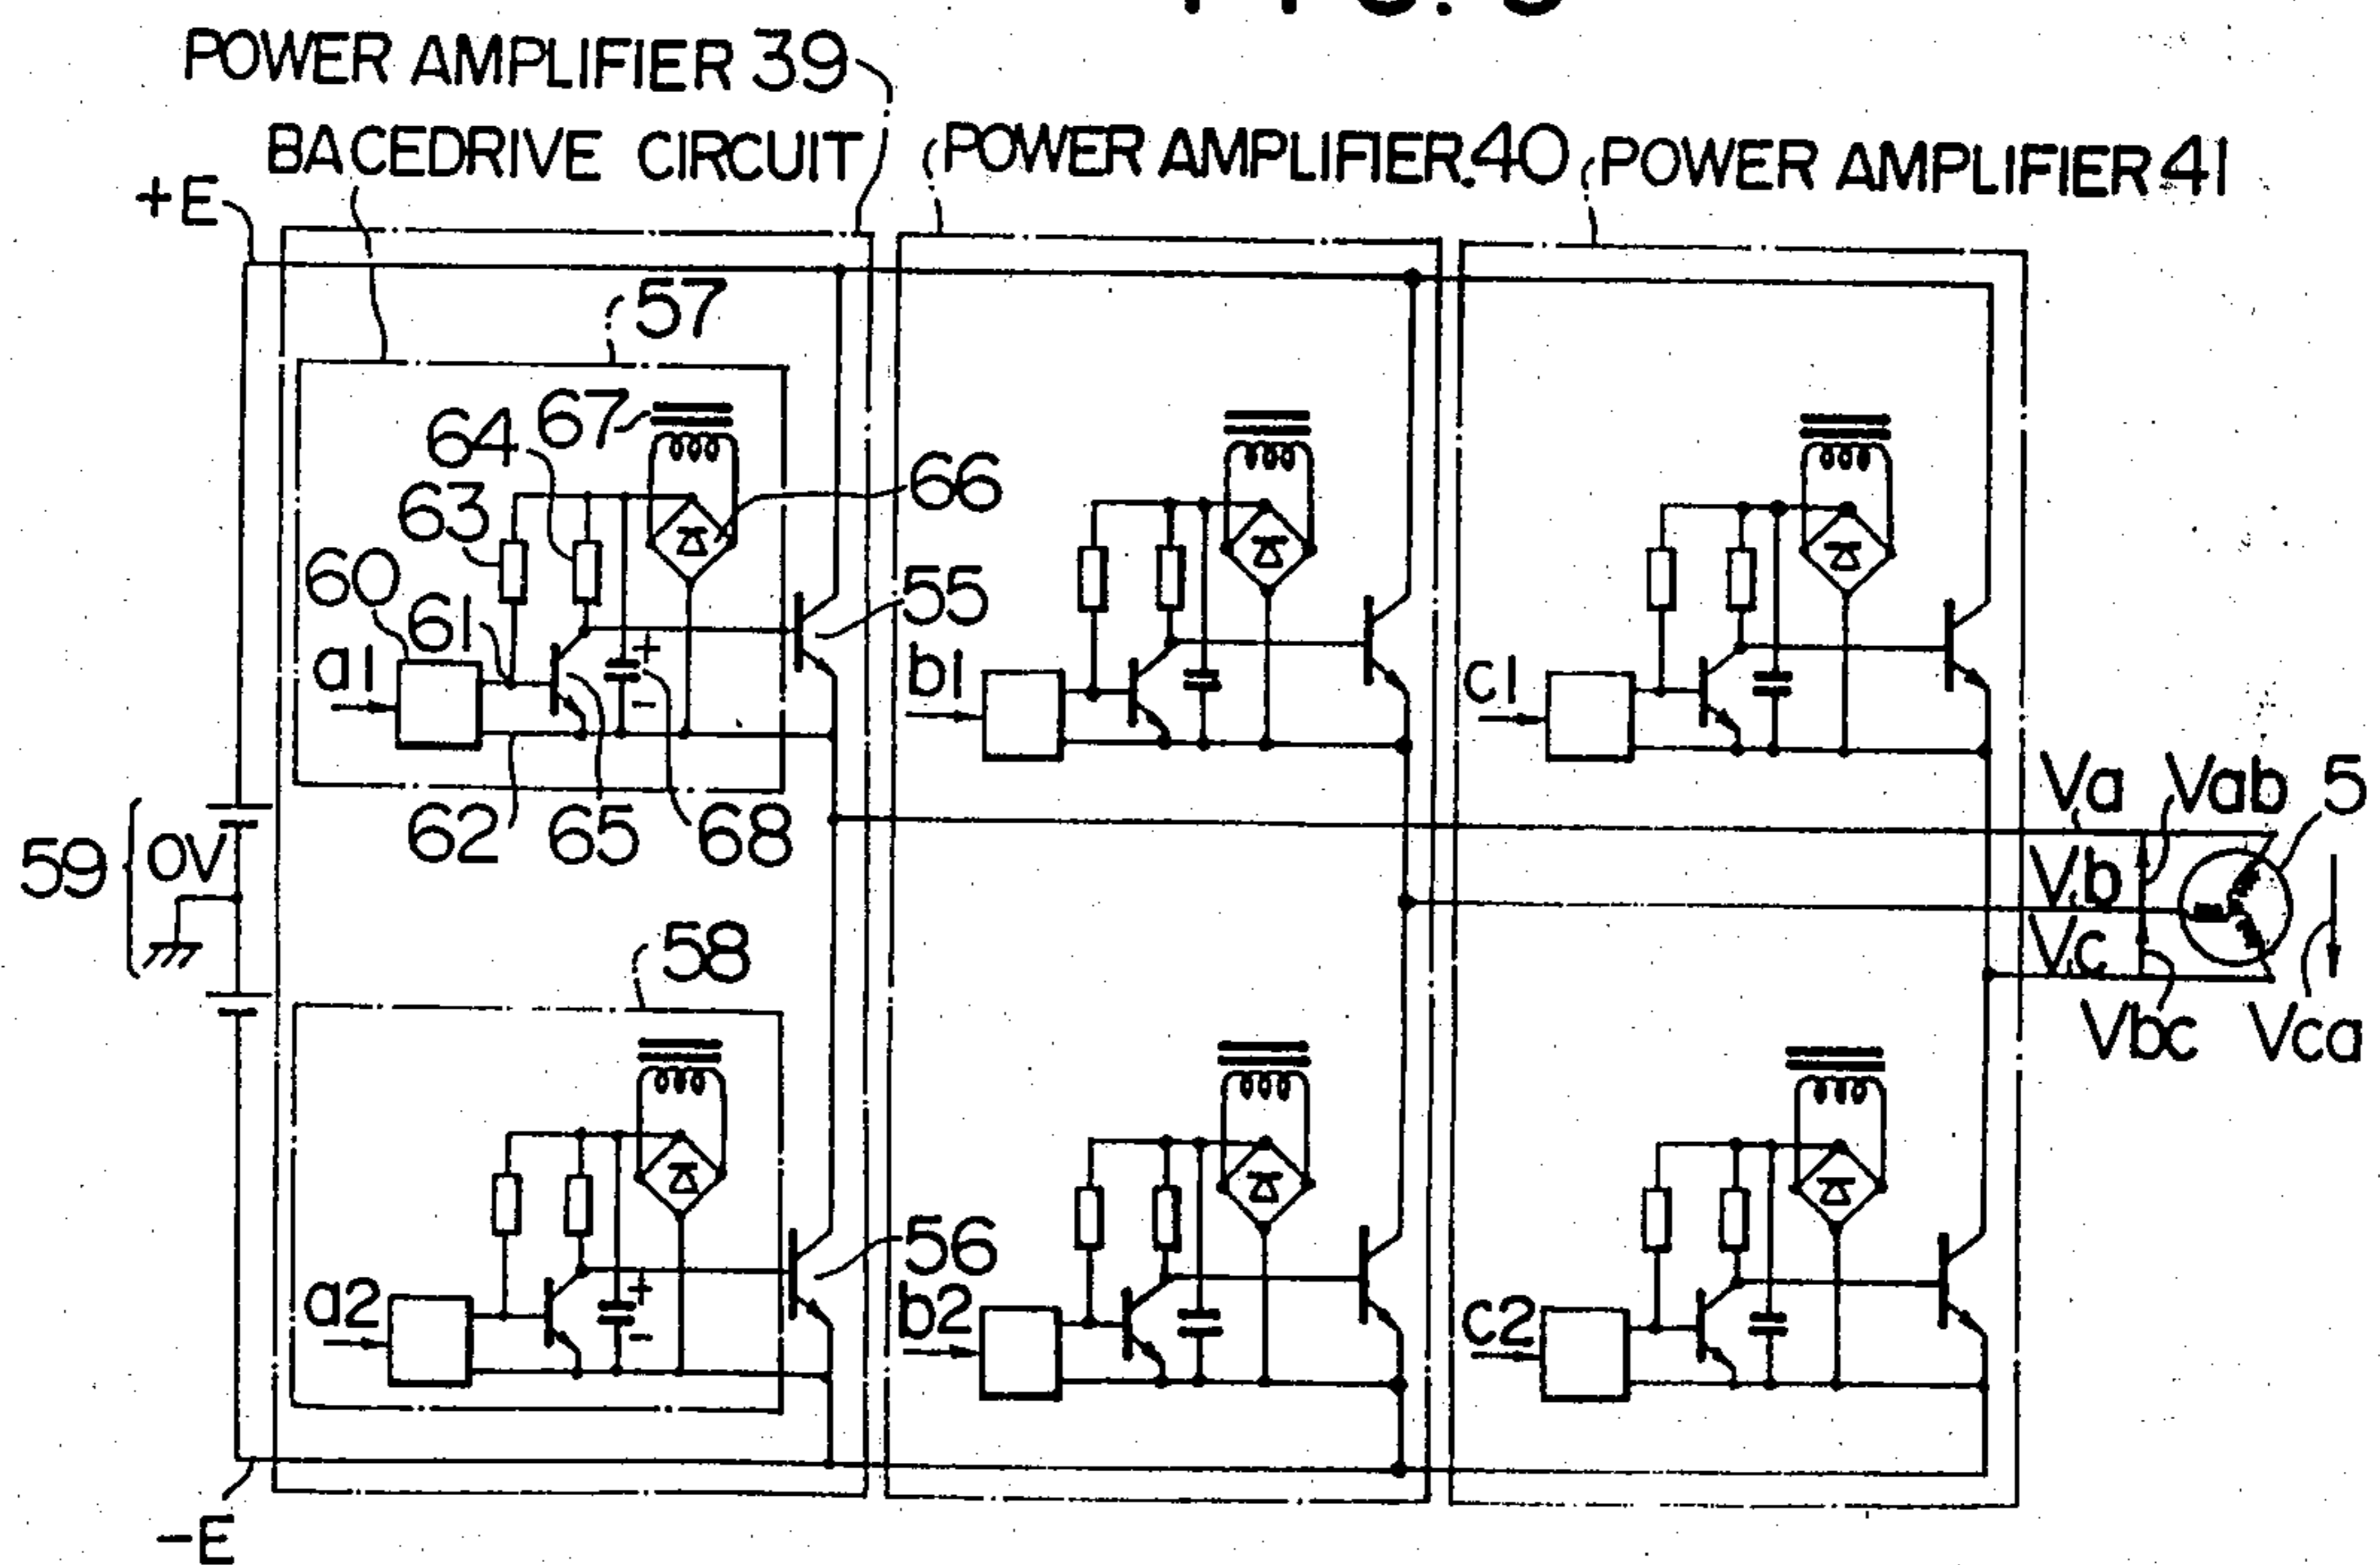 POWER AMPLIFIER 39
BACEDRIVE CIRCUIT
POWER AMPLIFIER 40
POWER AMPLIFIER 41
+E
57
64
67
63
66
60
61
55
a1
b1
c1
+
-
62
65
68
59
0V
Va
Vab
5
Vb
Vc
Vbc
Vca
58
56
a2
b2
c2
+
-
-E